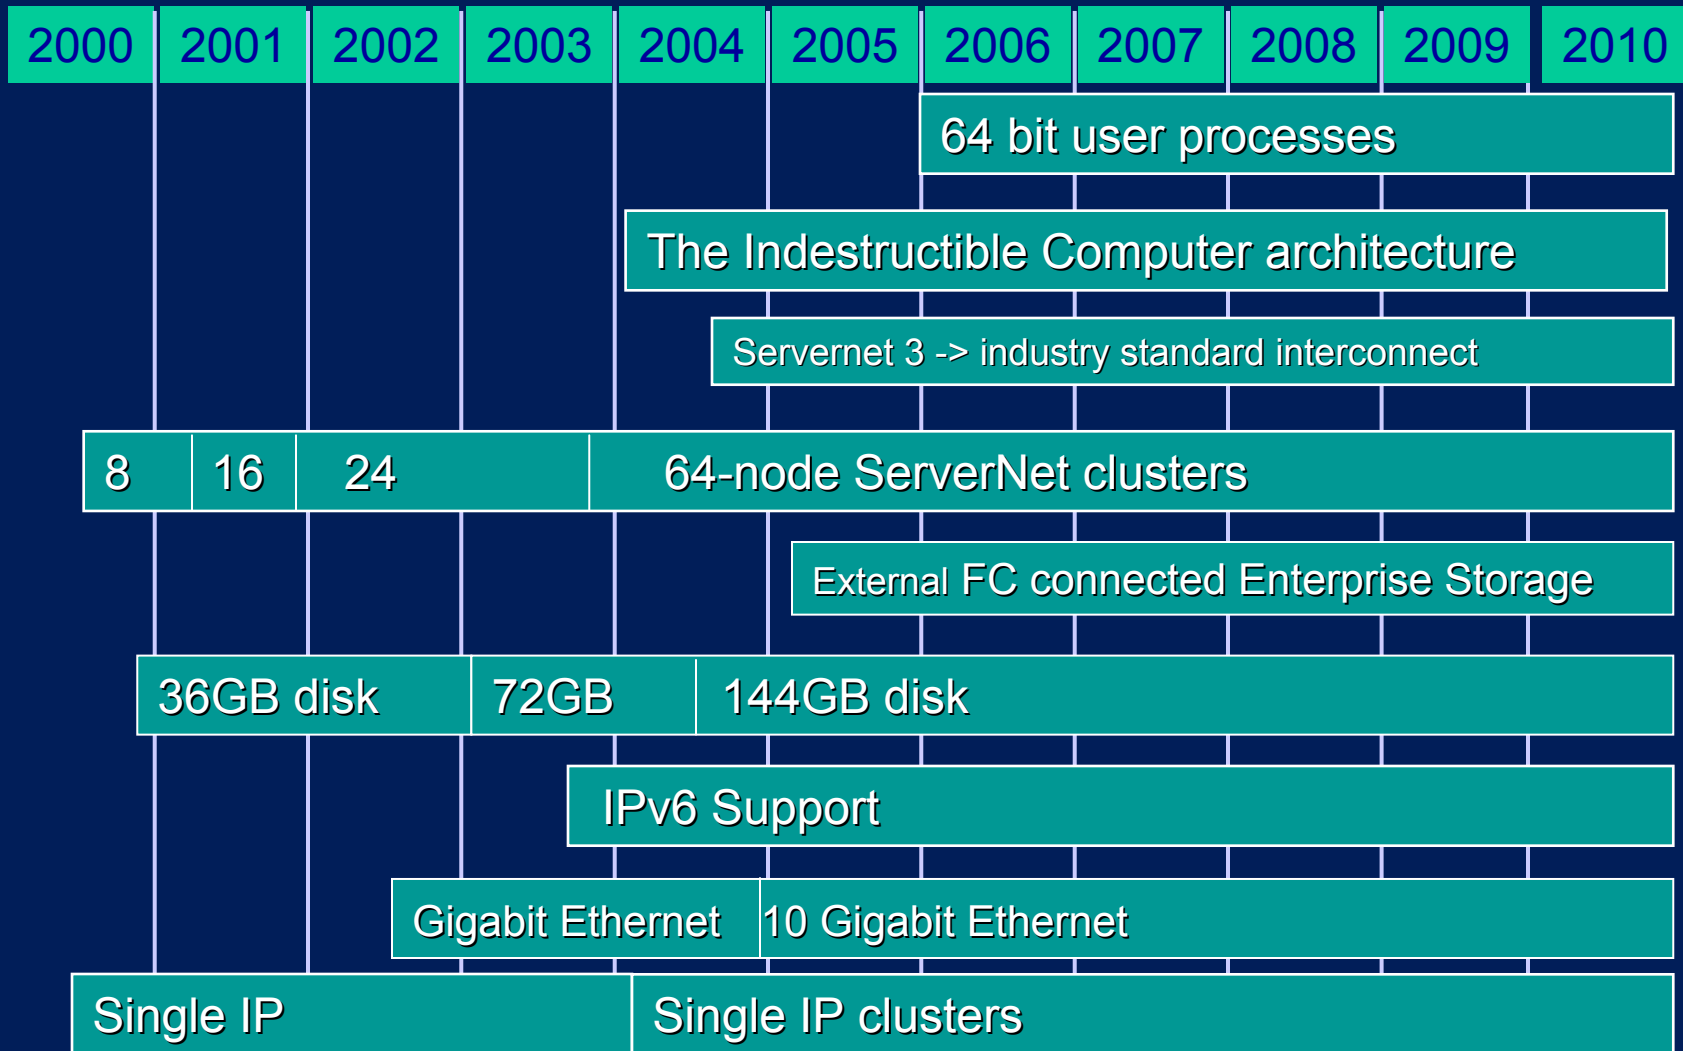 2000 2001 2002 2003 2004 2005 2006 2007 2008 2009 2010
64 bit user processes
The Indestructible Computer architecture
Servernet 3 -> industry standard interconnect
8 16 24 64-node ServerNet clusters
External FC connected Enterprise Storage
36GB disk 72GB 144GB disk
IPv6 Support
Gigabit Ethernet 10 Gigabit Ethernet
Single IP Single IP clusters